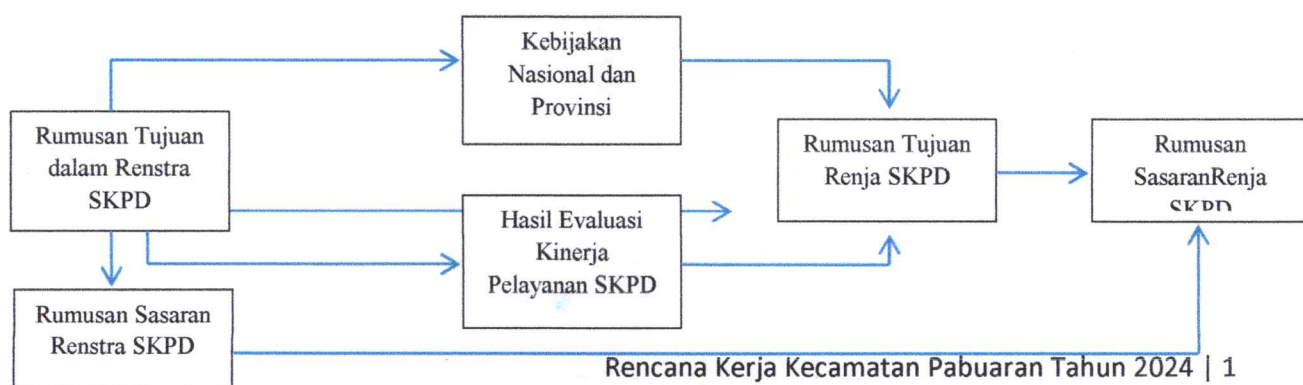 Kebijakan
Nasional dan
Provinsi
Rumusan Tujuan
dalam Renstra
SKPD
Rumusan Tujuan
Renja SKPD
Rumusan
SasaranRenja
SKPD
Hasil Evaluasi
Kinerja
Pelayanan SKPD
Rumusan Sasaran
Renstra SKPD
Rencana Kerja Kecamatan Pabuaran Tahun 2024 | 1